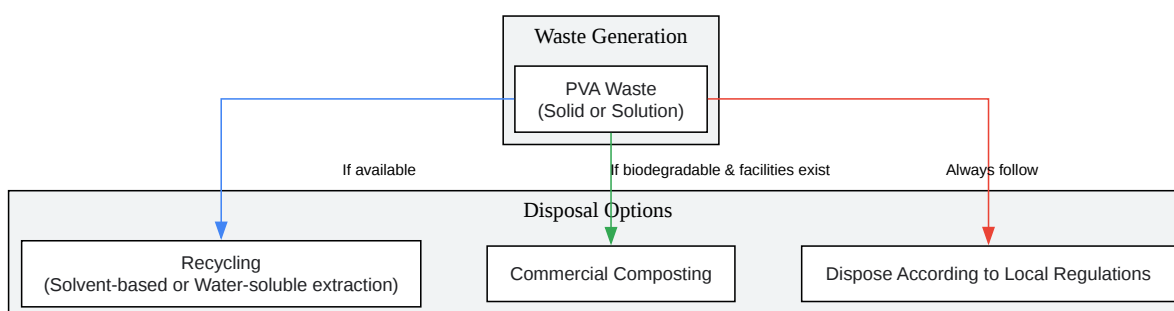 Waste Generation
PVA Waste
(Solid or Solution)
If available
If biodegradable & facilities exist
Always follow
Disposal Options
Recycling
(Solvent-based or Water-soluble extraction)
Commercial Composting
Dispose According to Local Regulations